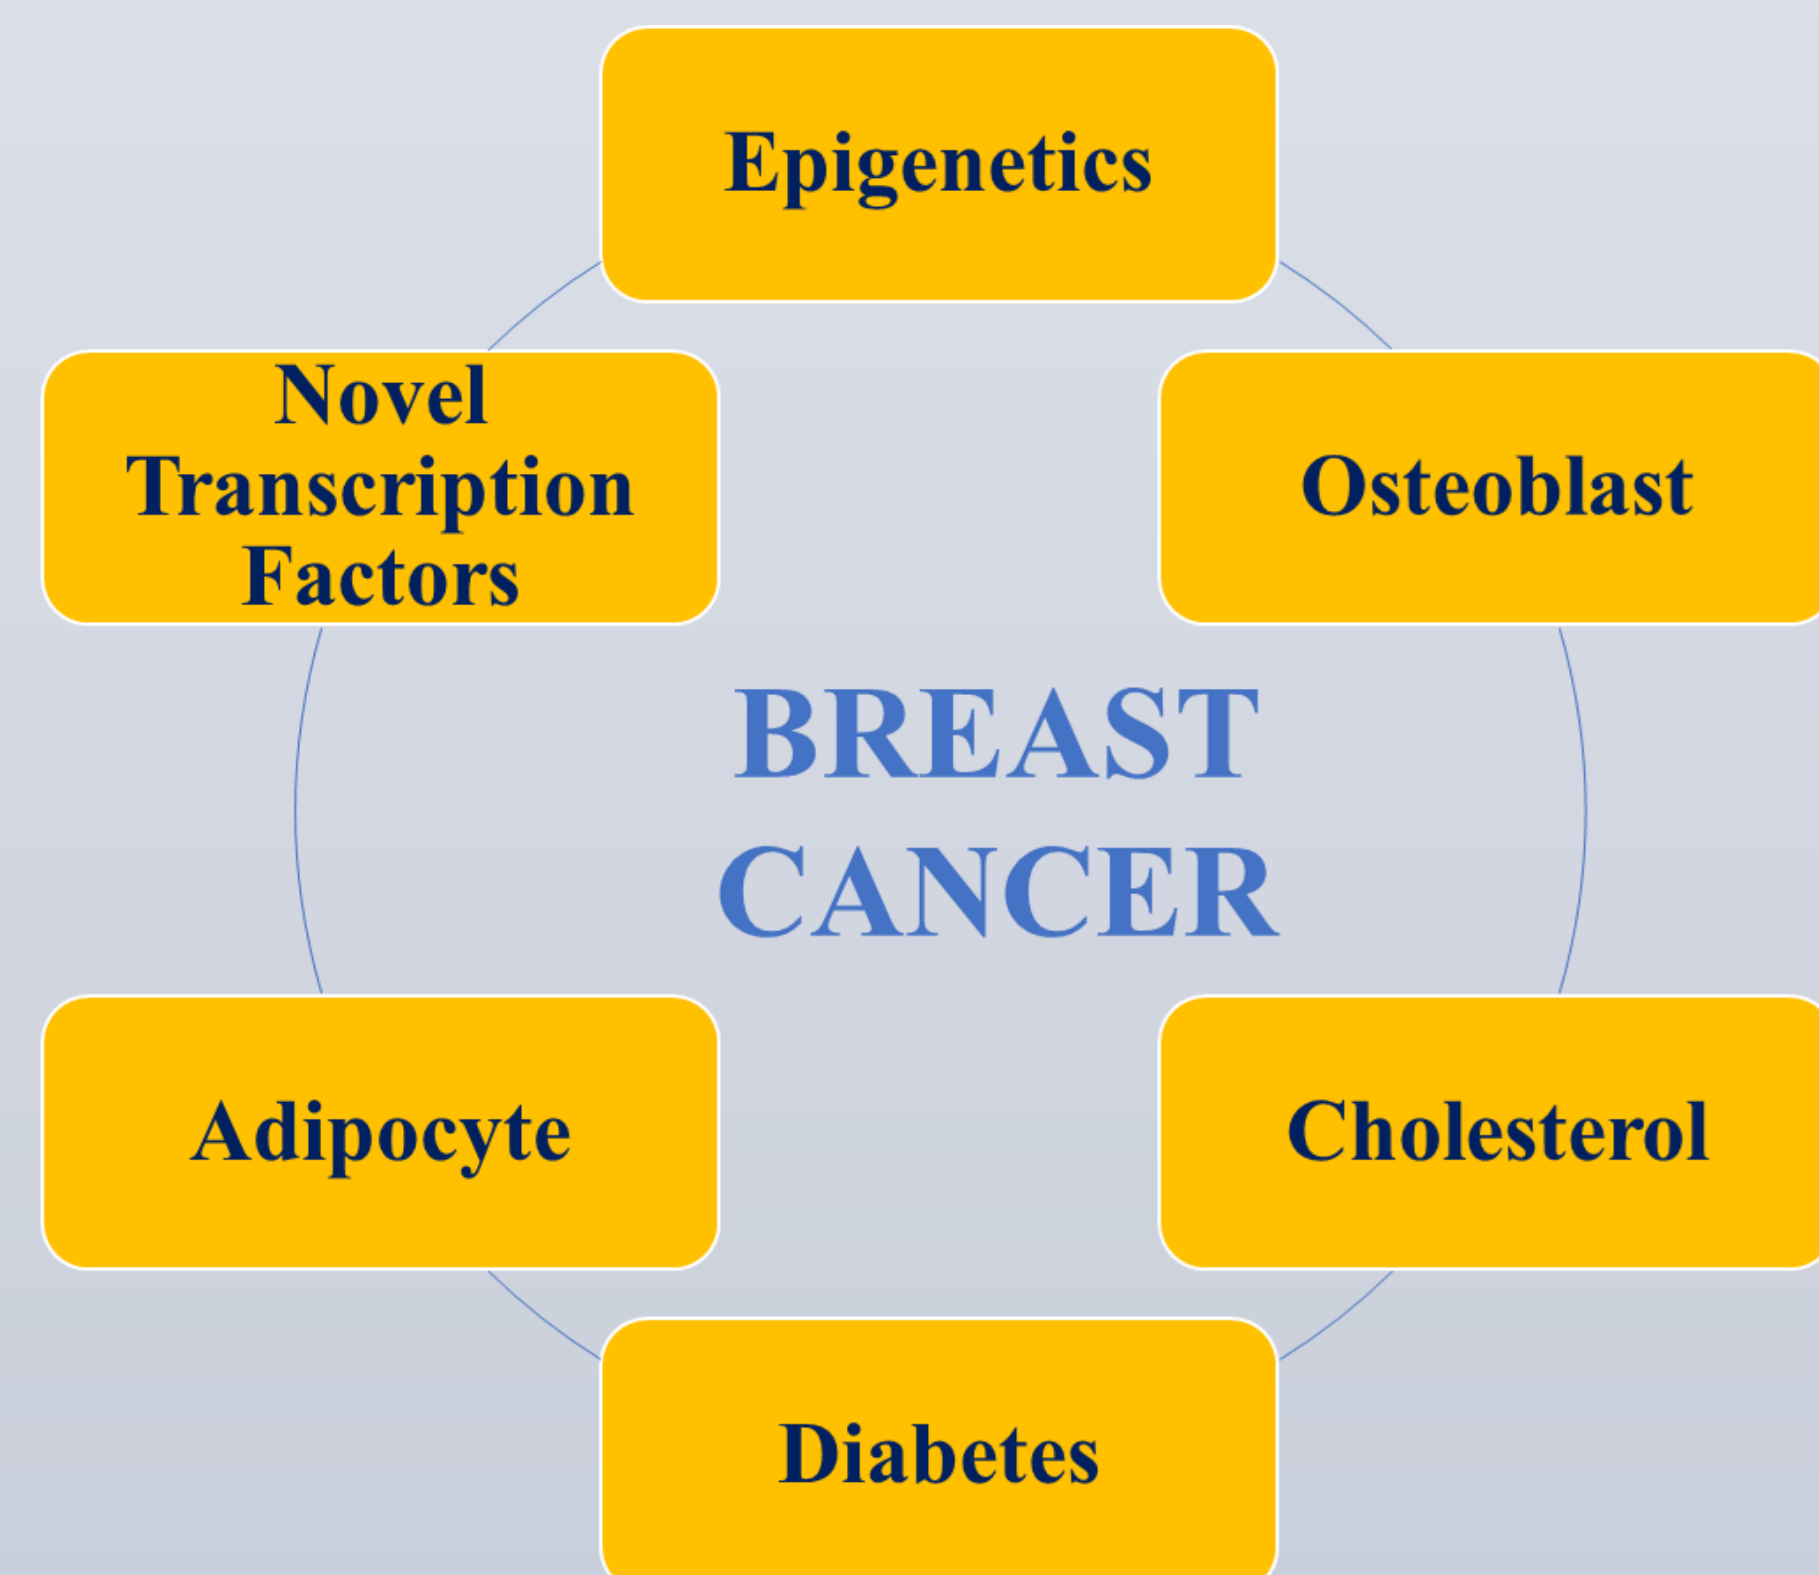 Epigenetics
Novel
Transcription
Factors
Osteoblast
BREAST
CANCER
Adipocyte
Cholesterol
Diabetes